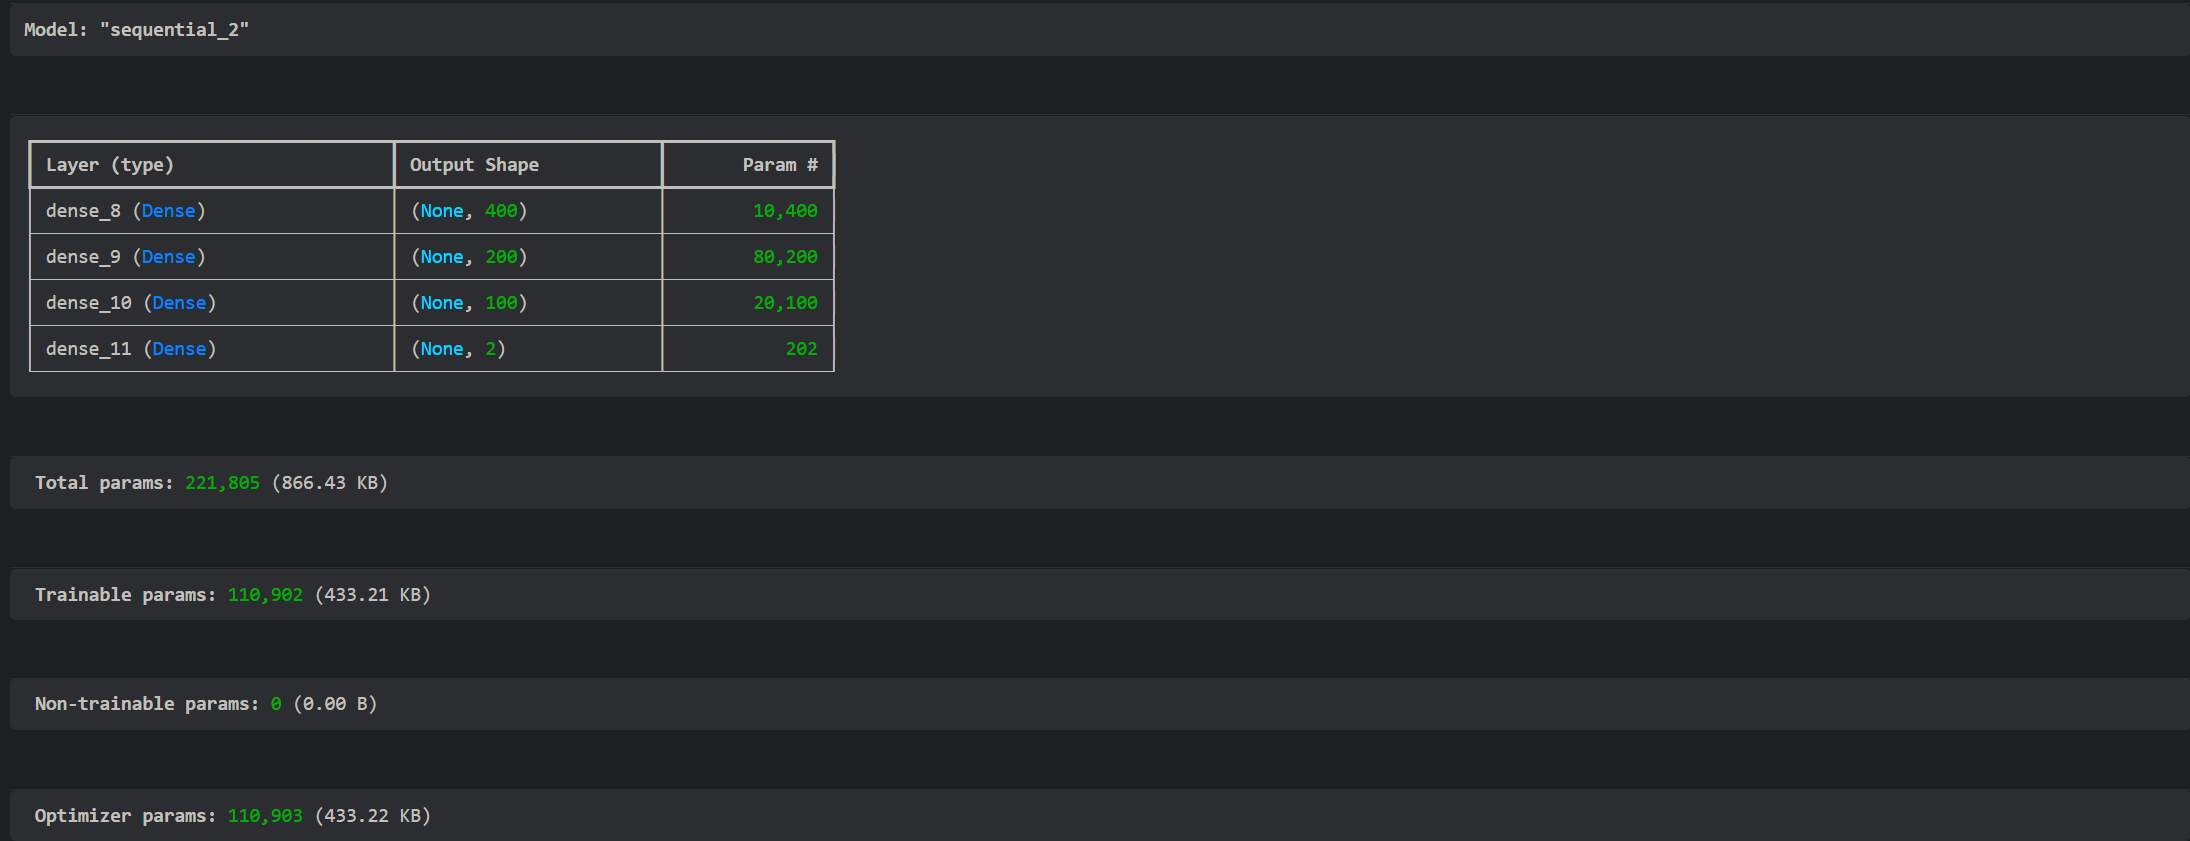 Model: "sequential_2"
Layer (type) Output Shape Param #
dense_8 (Dense) (None, 400) 10,400
dense_9 (Dense) (None, 200) 80,200
dense_10 (Dense) (None, 100) 20,100
dense_11 (Dense) (None, 2) 202
Total params: 221,805 (866.43 KB)
Trainable params: 110,902 (433.21 KB)
Non-trainable params: 0 (0.00 B)
Optimizer params: 110,903 (433.22 KB)